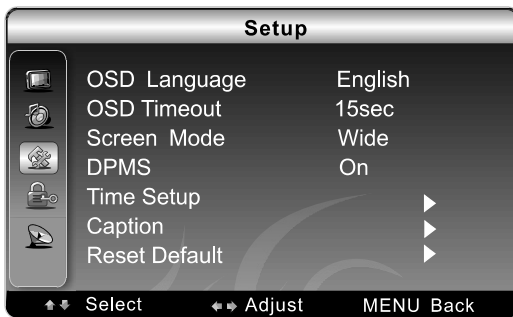 Setup
OSD Language English
OSD Timeout 15sec
Screen Mode Wide
DPMS On
Time Setup
Caption
Reset Default
Select Adjust MENU Back